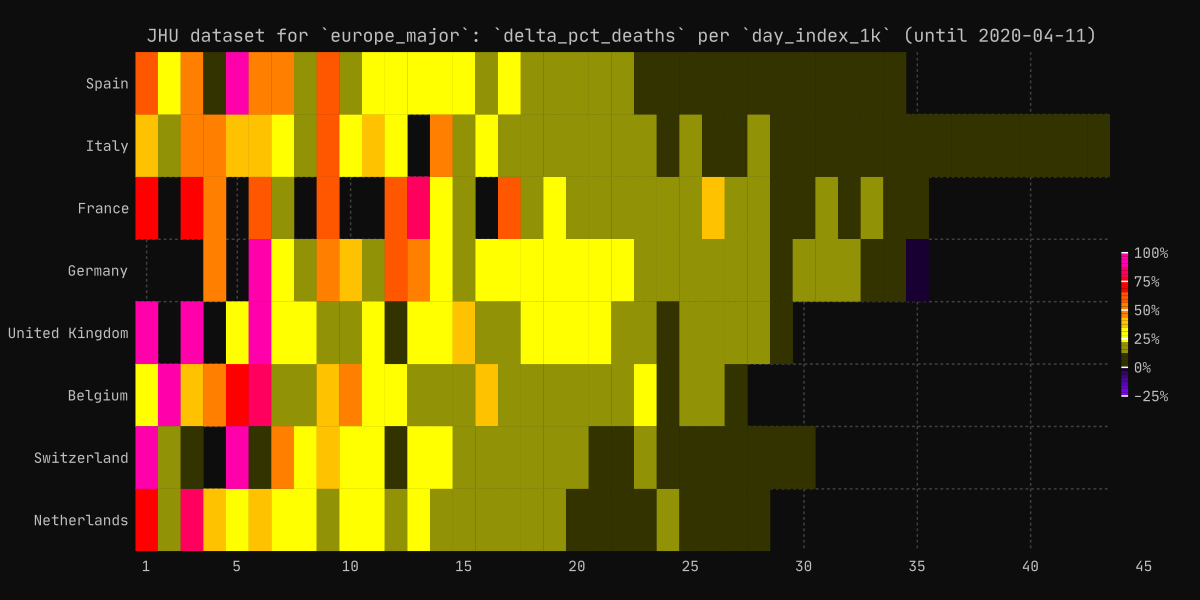 JHU dataset for `europe_major`: `delta_pct_deaths` per `day_index_1k` (until 2020-04-11)
Spain
Italy
France
Germany
United Kingdom
Belgium
Switzerland
Netherlands
100%
75%
50%
25%
0%
-25%
1 5 10 15 20 25 30 35 40 45